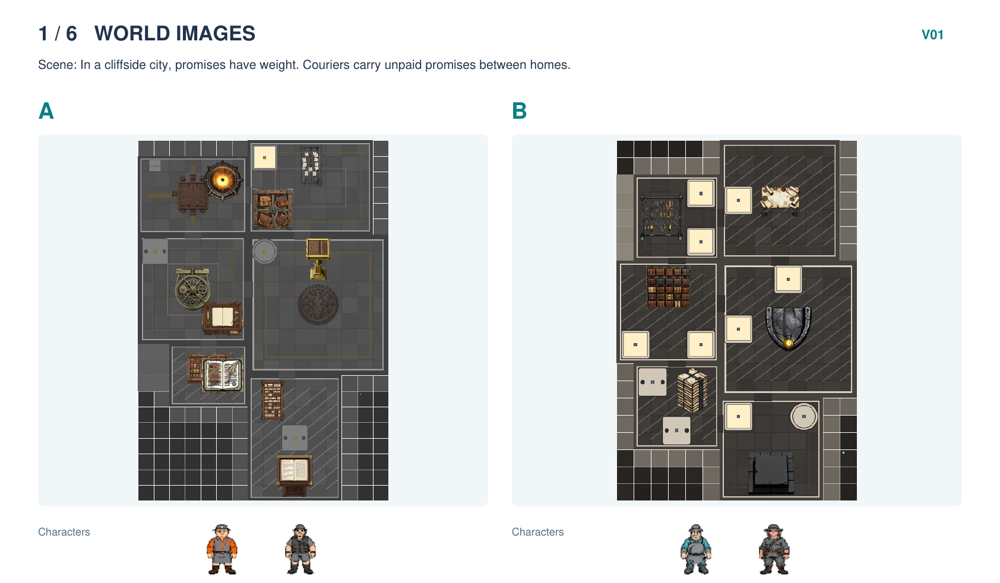 1 / 6 WORLD IMAGES
V01
Scene: In a cliffside city, promises have weight. Couriers carry unpaid promises between homes.
A
B
Characters
Characters